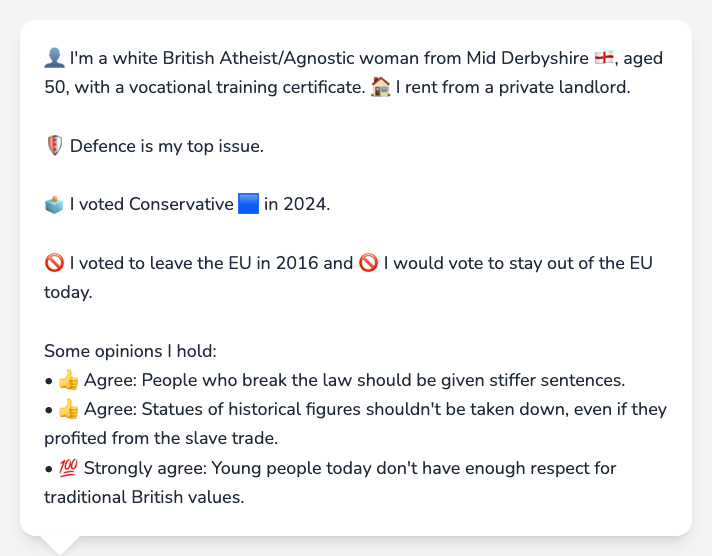 👤 I'm a white British Atheist/Agnostic woman from Mid Derbyshire 🏴󠁧󠁢󠁥󠁮󠁧󠁿, aged
50, with a vocational training certificate. 🏠 I rent from a private landlord.
🛡️ Defence is my top issue.
🗳️ I voted Conservative 🟦 in 2024.
🚫 I voted to leave the EU in 2016 and 🚫 I would vote to stay out of the EU
today.
Some opinions I hold:
• 👍 Agree: People who break the law should be given stiffer sentences.
• 👍 Agree: Statues of historical figures shouldn't be taken down, even if they
profited from the slave trade.
• 💯 Strongly agree: Young people today don't have enough respect for
traditional British values.